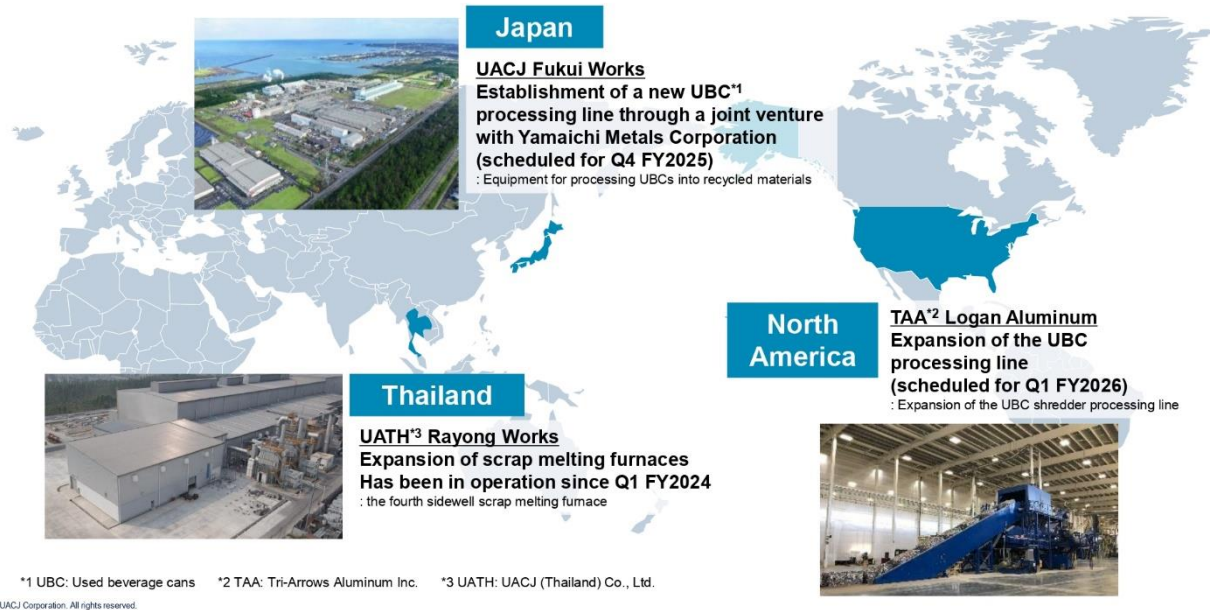 Japan
UACJ Fukui Works
Establishment of a new UBC*1
processing line through a joint venture
with Yamaichi Metals Corporation
(scheduled for Q4 FY2025)
: Equipment for processing UBCs into recycled materials
North
America
TAA*2 Logan Aluminum
Expansion of the UBC
processing line
(scheduled for Q1 FY2026)
: Expansion of the UBC shredder processing line
Thailand
UATH*3 Rayong Works
Expansion of scrap melting furnaces
Has been in operation since Q1 FY2024
: the fourth sidewell scrap melting furnace
*1 UBC: Used beverage cans *2 TAA: Tri-Arrows Aluminum Inc. *3 UATH: UACJ (Thailand) Co., Ltd.
UACJ Corporation. All rights reserved.